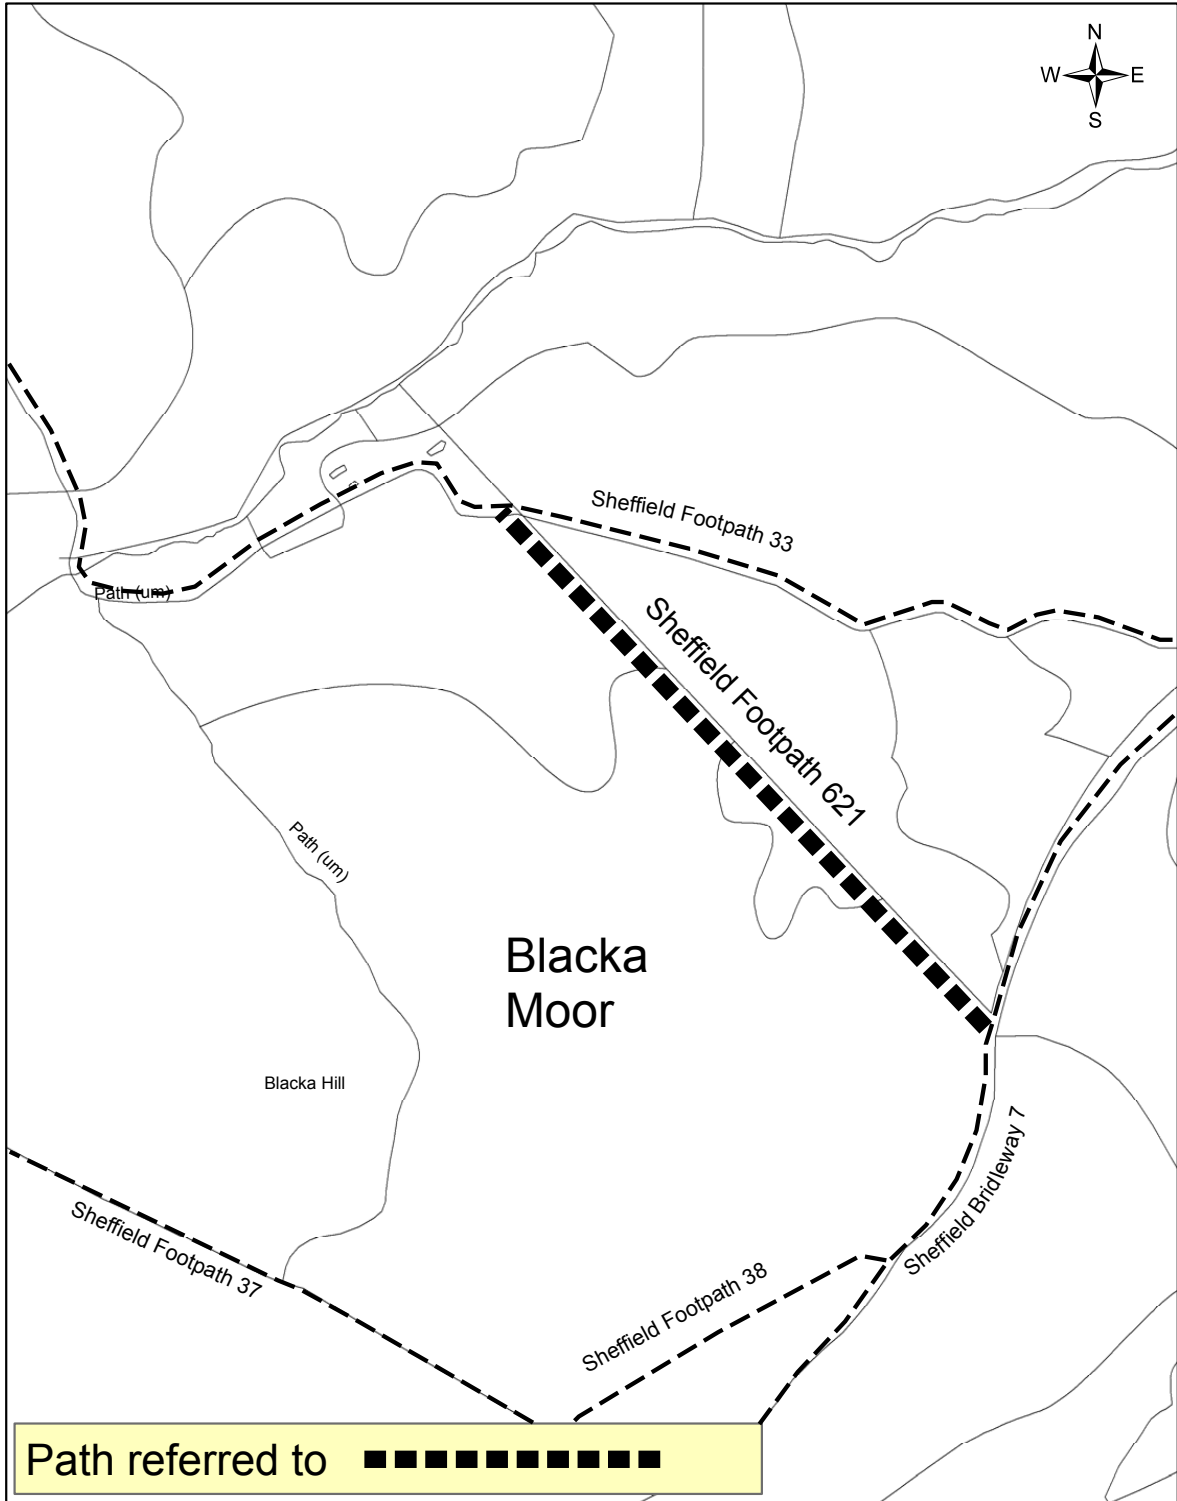 N
W E
S
Sheffield Footpath 33
Path (um)
Sheffield Footpath 621
Path (um)
Blacka
Moor
Blacka Hill
Sheffield Bridleway 7
Sheffield Footpath 37
Sheffield Footpath 38
Path referred to